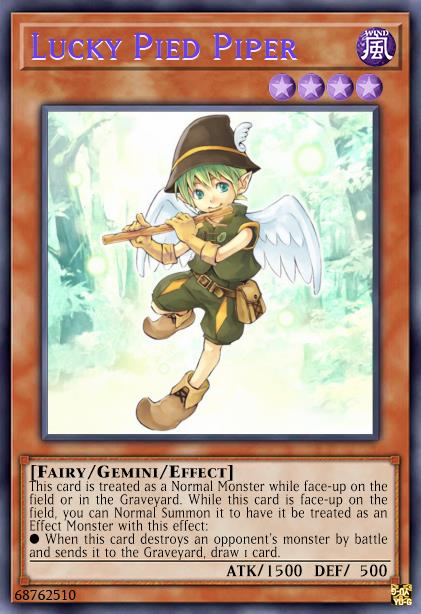 Lucky Pied Piper
WIND
風
[Fairy/Gemini/Effect]
This card is treated as a Normal Monster while face-up on the
field or in the Graveyard. While this card is face-up on the
field, you can Normal Summon it to have it be treated as an
Effect Monster with this effect:
● When this card destroys an opponent's monster by battle
and sends it to the Graveyard, draw 1 card.
ATK/1500 DEF/ 500
68762510